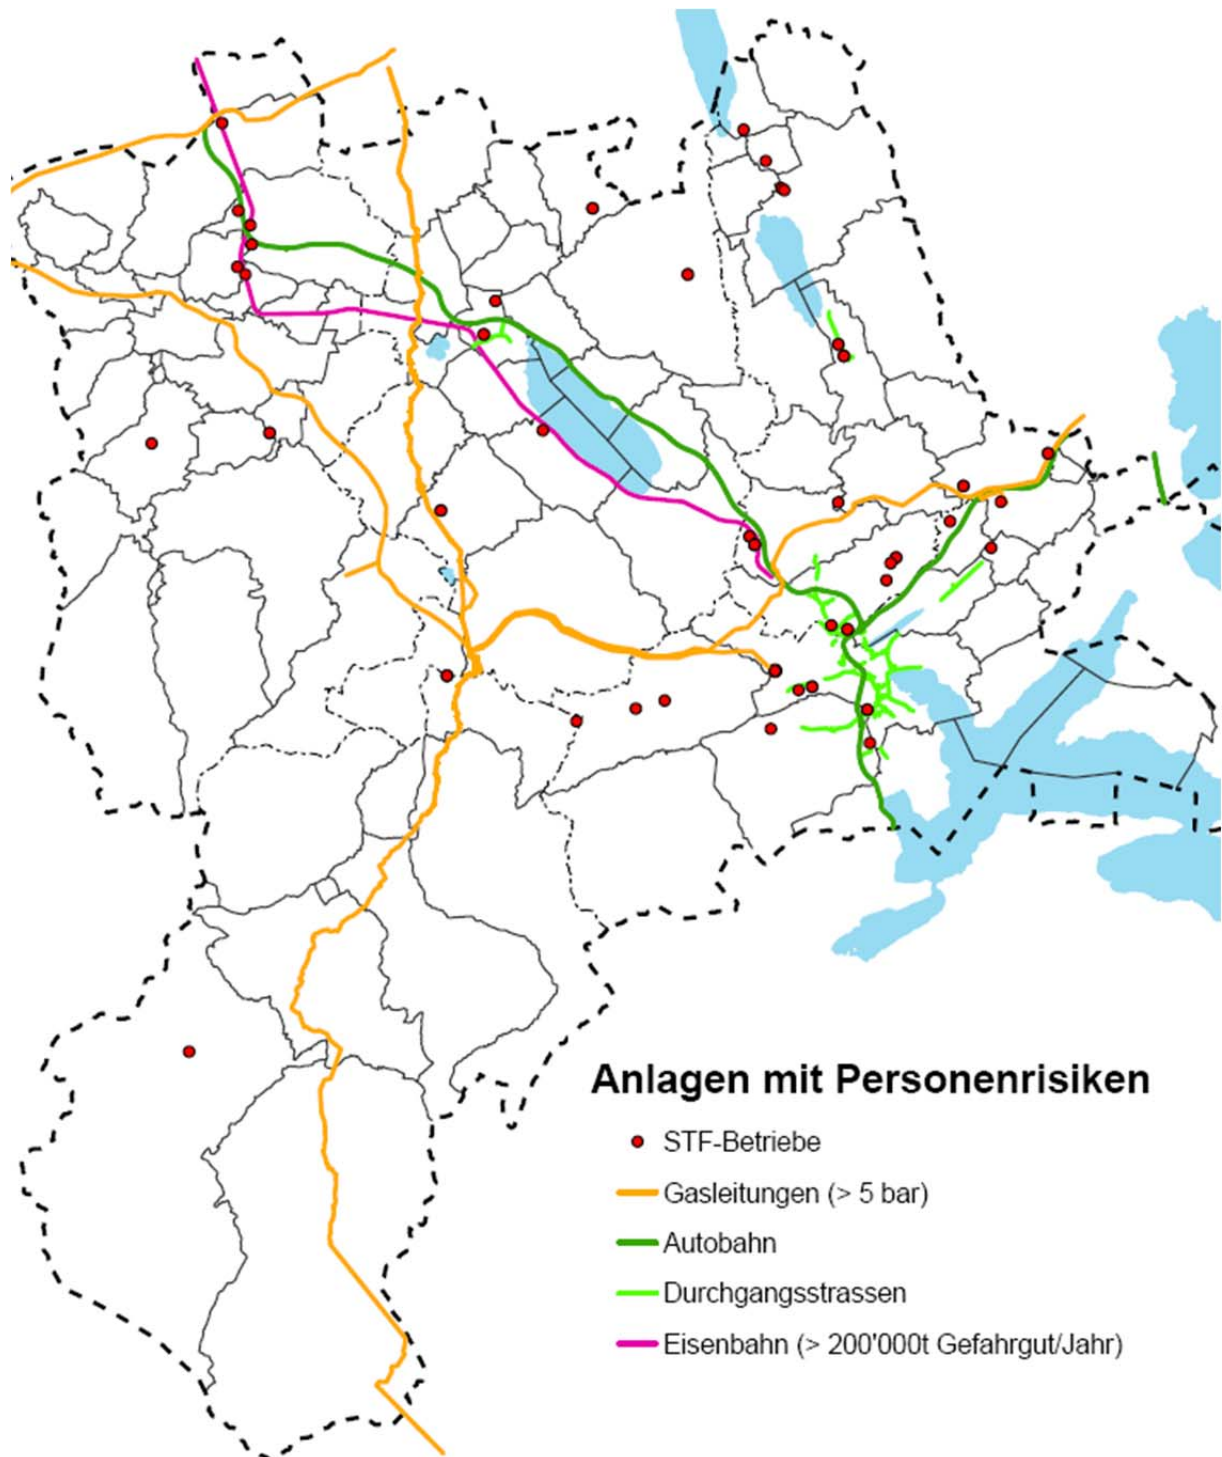 Anlagen mit Personenrisiken
STF-Betriebe
Gasleitungen (> 5 bar)
Autobahn
Durchgangsstrassen
Eisenbahn (> 200'000t Gefahrgut/Jahr)